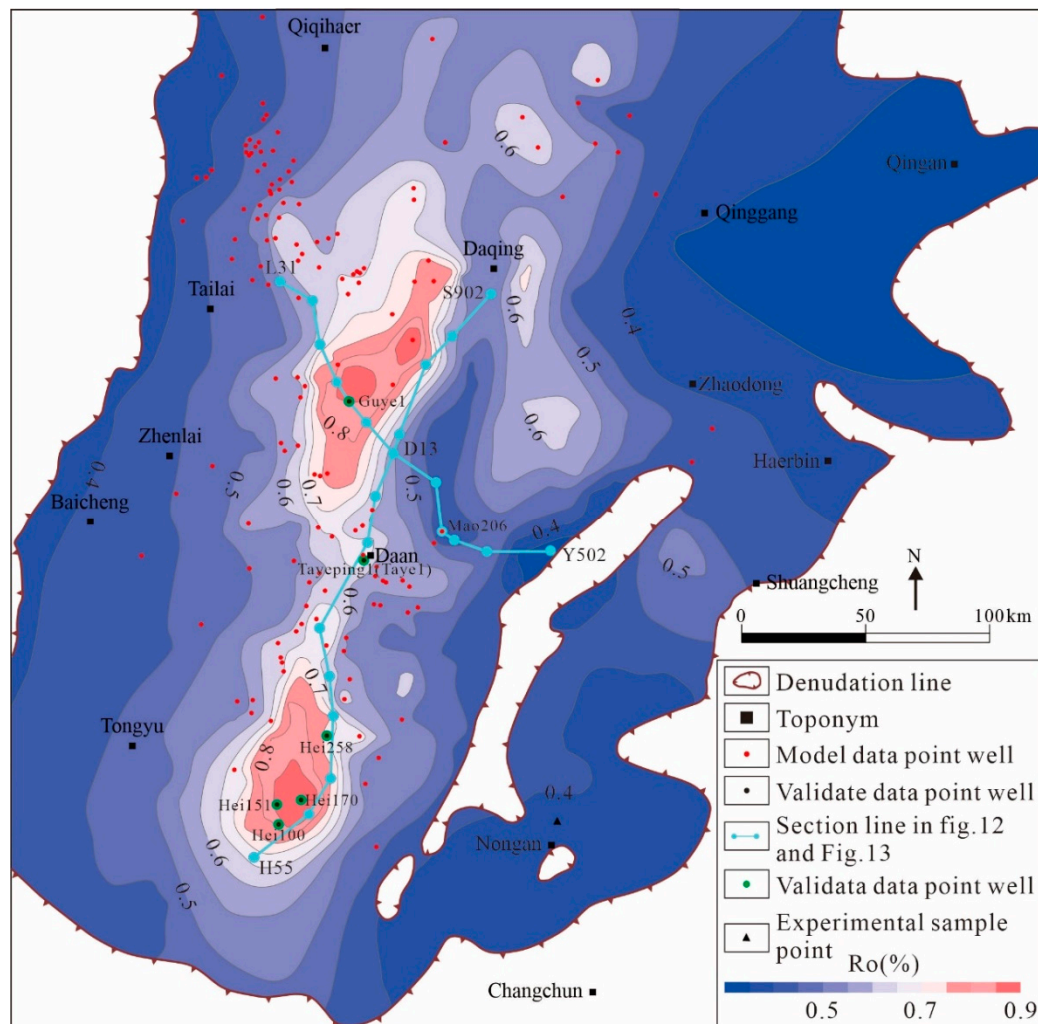 Qiqihaer
0.6
Qingan
Qinggang
Daqing
L31
S902
Tailai
0.6
0.4
0.5
Zhaodong
Guye1
0.8
0.6
Zhenlai
D13
Haerbin
0.4
0.5
0.6
0.7
0.5
Baicheng
Mao206
0.4
Daan
Y502
Tayeping1(Taye1)
0.5
Shuangcheng
N
0.6
0
50
100km
0.7
Tongyu
Hei258
0.8
Hei151
Hei170
Hei100
0.4
Nongan
0.6
H55
0.5
Changchun
Denudation line
Toponym
Model data point well
Validate data point well
Section line in fig.12
and Fig.13
Validata data point well
Experimental sample
point
Ro(%)
0.5 0.7 0.9